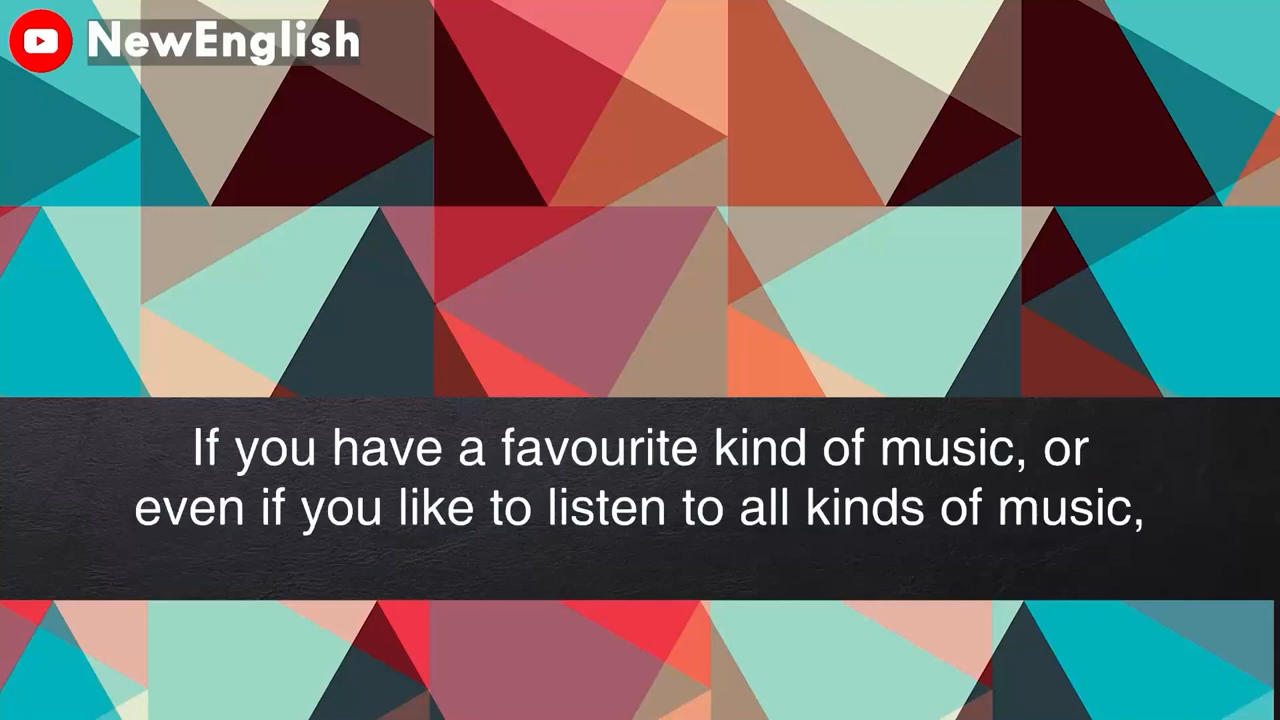 NewEnglish
If you have a favourite kind of music, or
even if you like to listen to all kinds of music,